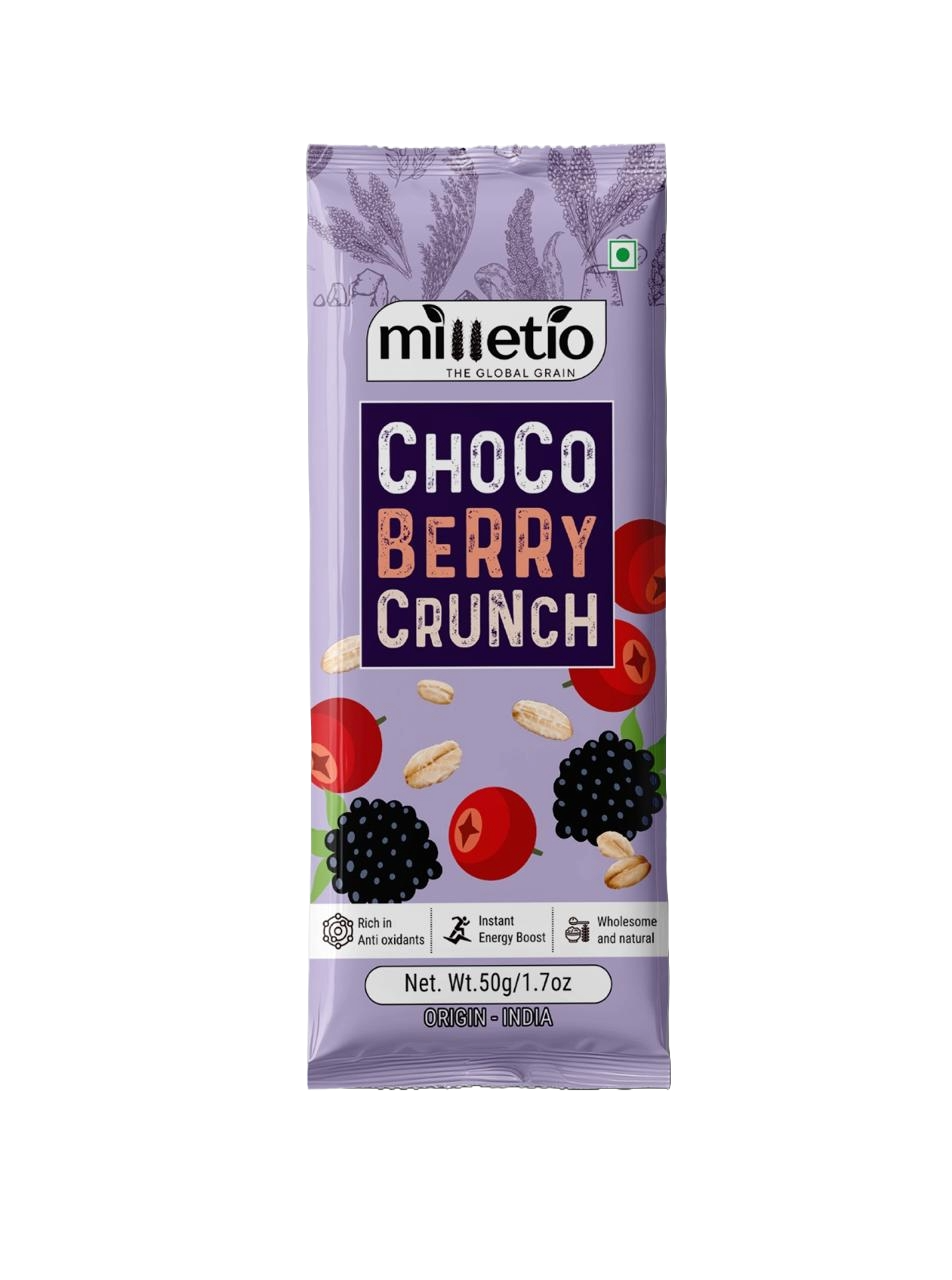 milletio
THE GLOBAL GRAIN
CHOCO
BERRY
CRUNCH
Rich in
Anti oxidants
Instant
Energy Boost
Wholesome
and natural
Net. Wt.50g/1.7oz
ORIGIN - INDIA